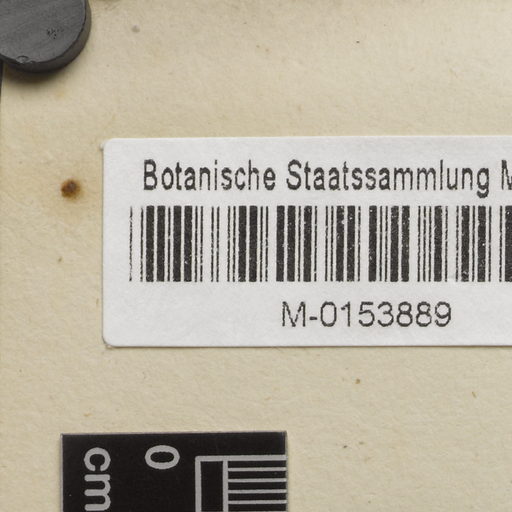 Botanische Staatssammlung M
M-0153889
0
cm